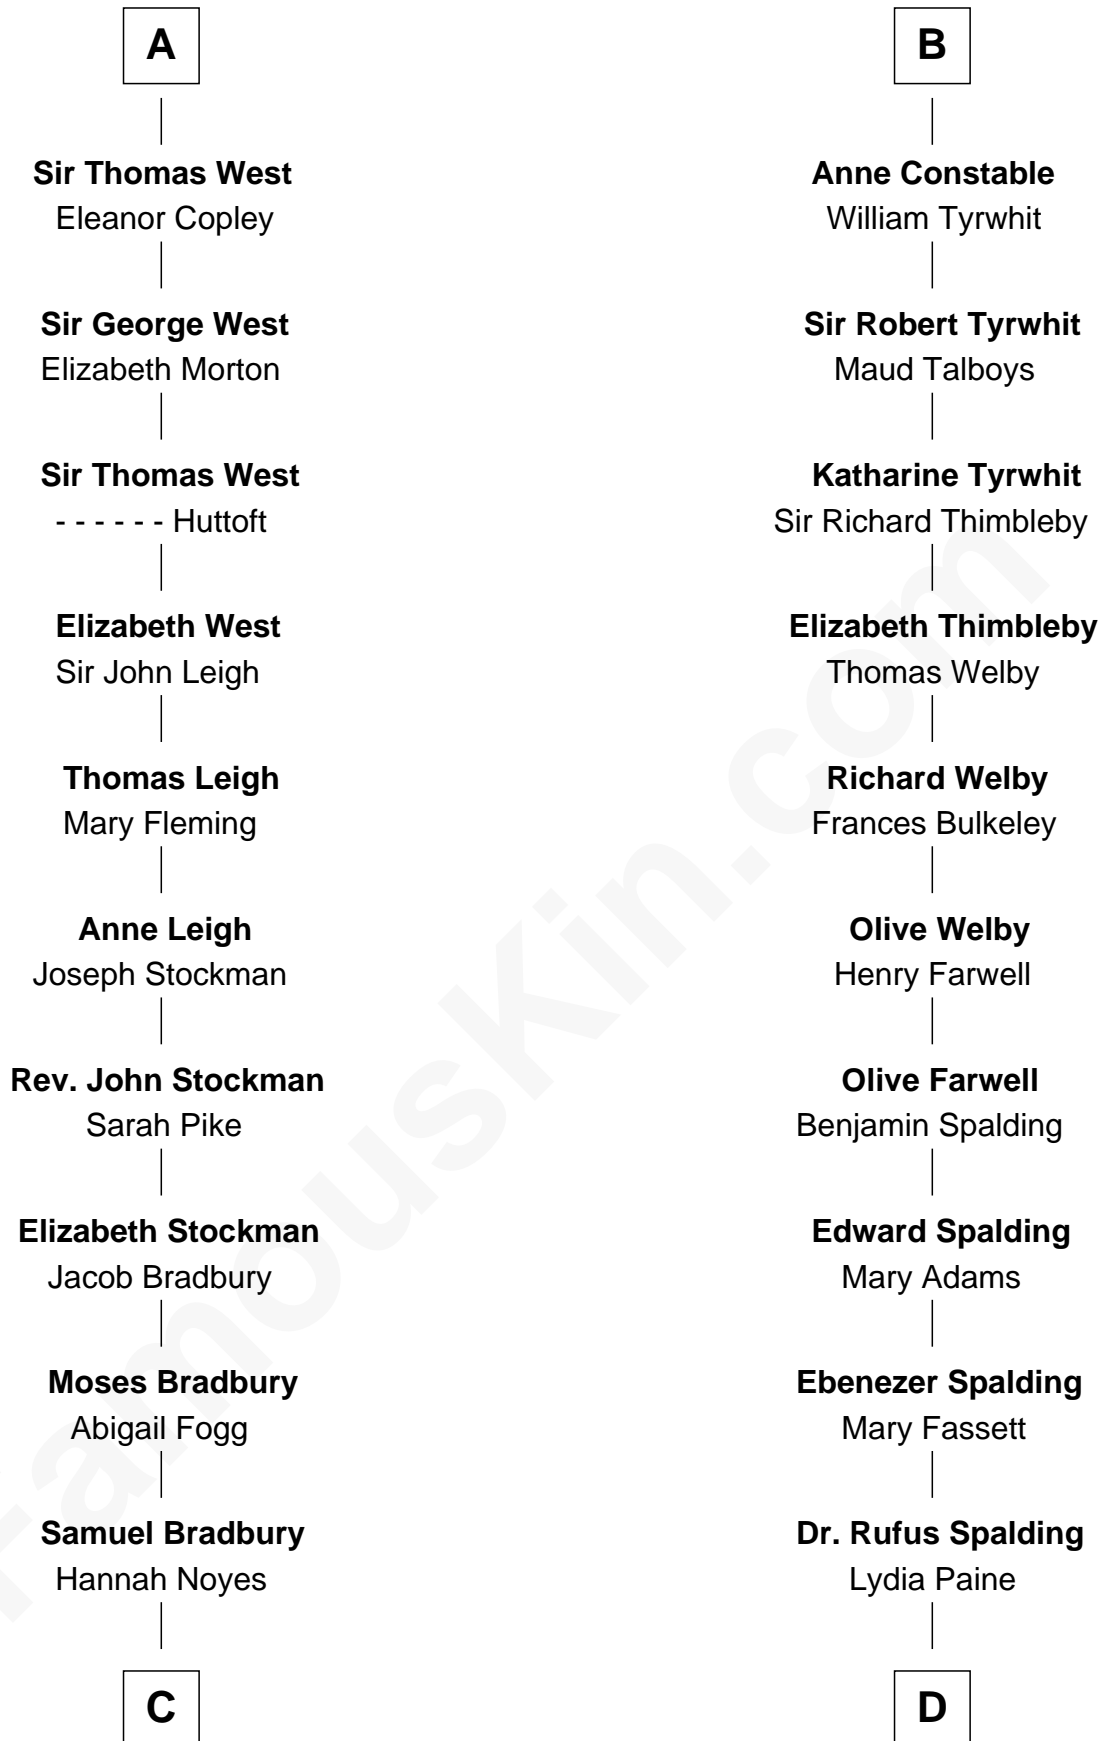 A
Sir Thomas West
Eleanor Copley
Sir George West
Elizabeth Morton
Sir Thomas West
- - - - - - Huttoft
Elizabeth West
Sir John Leigh
Thomas Leigh
Mary Fleming
Anne Leigh
Joseph Stockman
Rev. John Stockman
Sarah Pike
Elizabeth Stockman
Jacob Bradbury
Moses Bradbury
Abigail Fogg
Samuel Bradbury
Hannah Noyes
C
B
Anne Constable
William Tyrwhit
Sir Robert Tyrwhit
Maud Talboys
Katharine Tyrwhit
Sir Richard Thimbleby
Elizabeth Thimbleby
Thomas Welby
Richard Welby
Frances Bulkeley
Olive Welby
Henry Farwell
Olive Farwell
Benjamin Spalding
Edward Spalding
Mary Adams
Ebenezer Spalding
Mary Fassett
Dr. Rufus Spalding
Lydia Paine
D
FamousKin.com